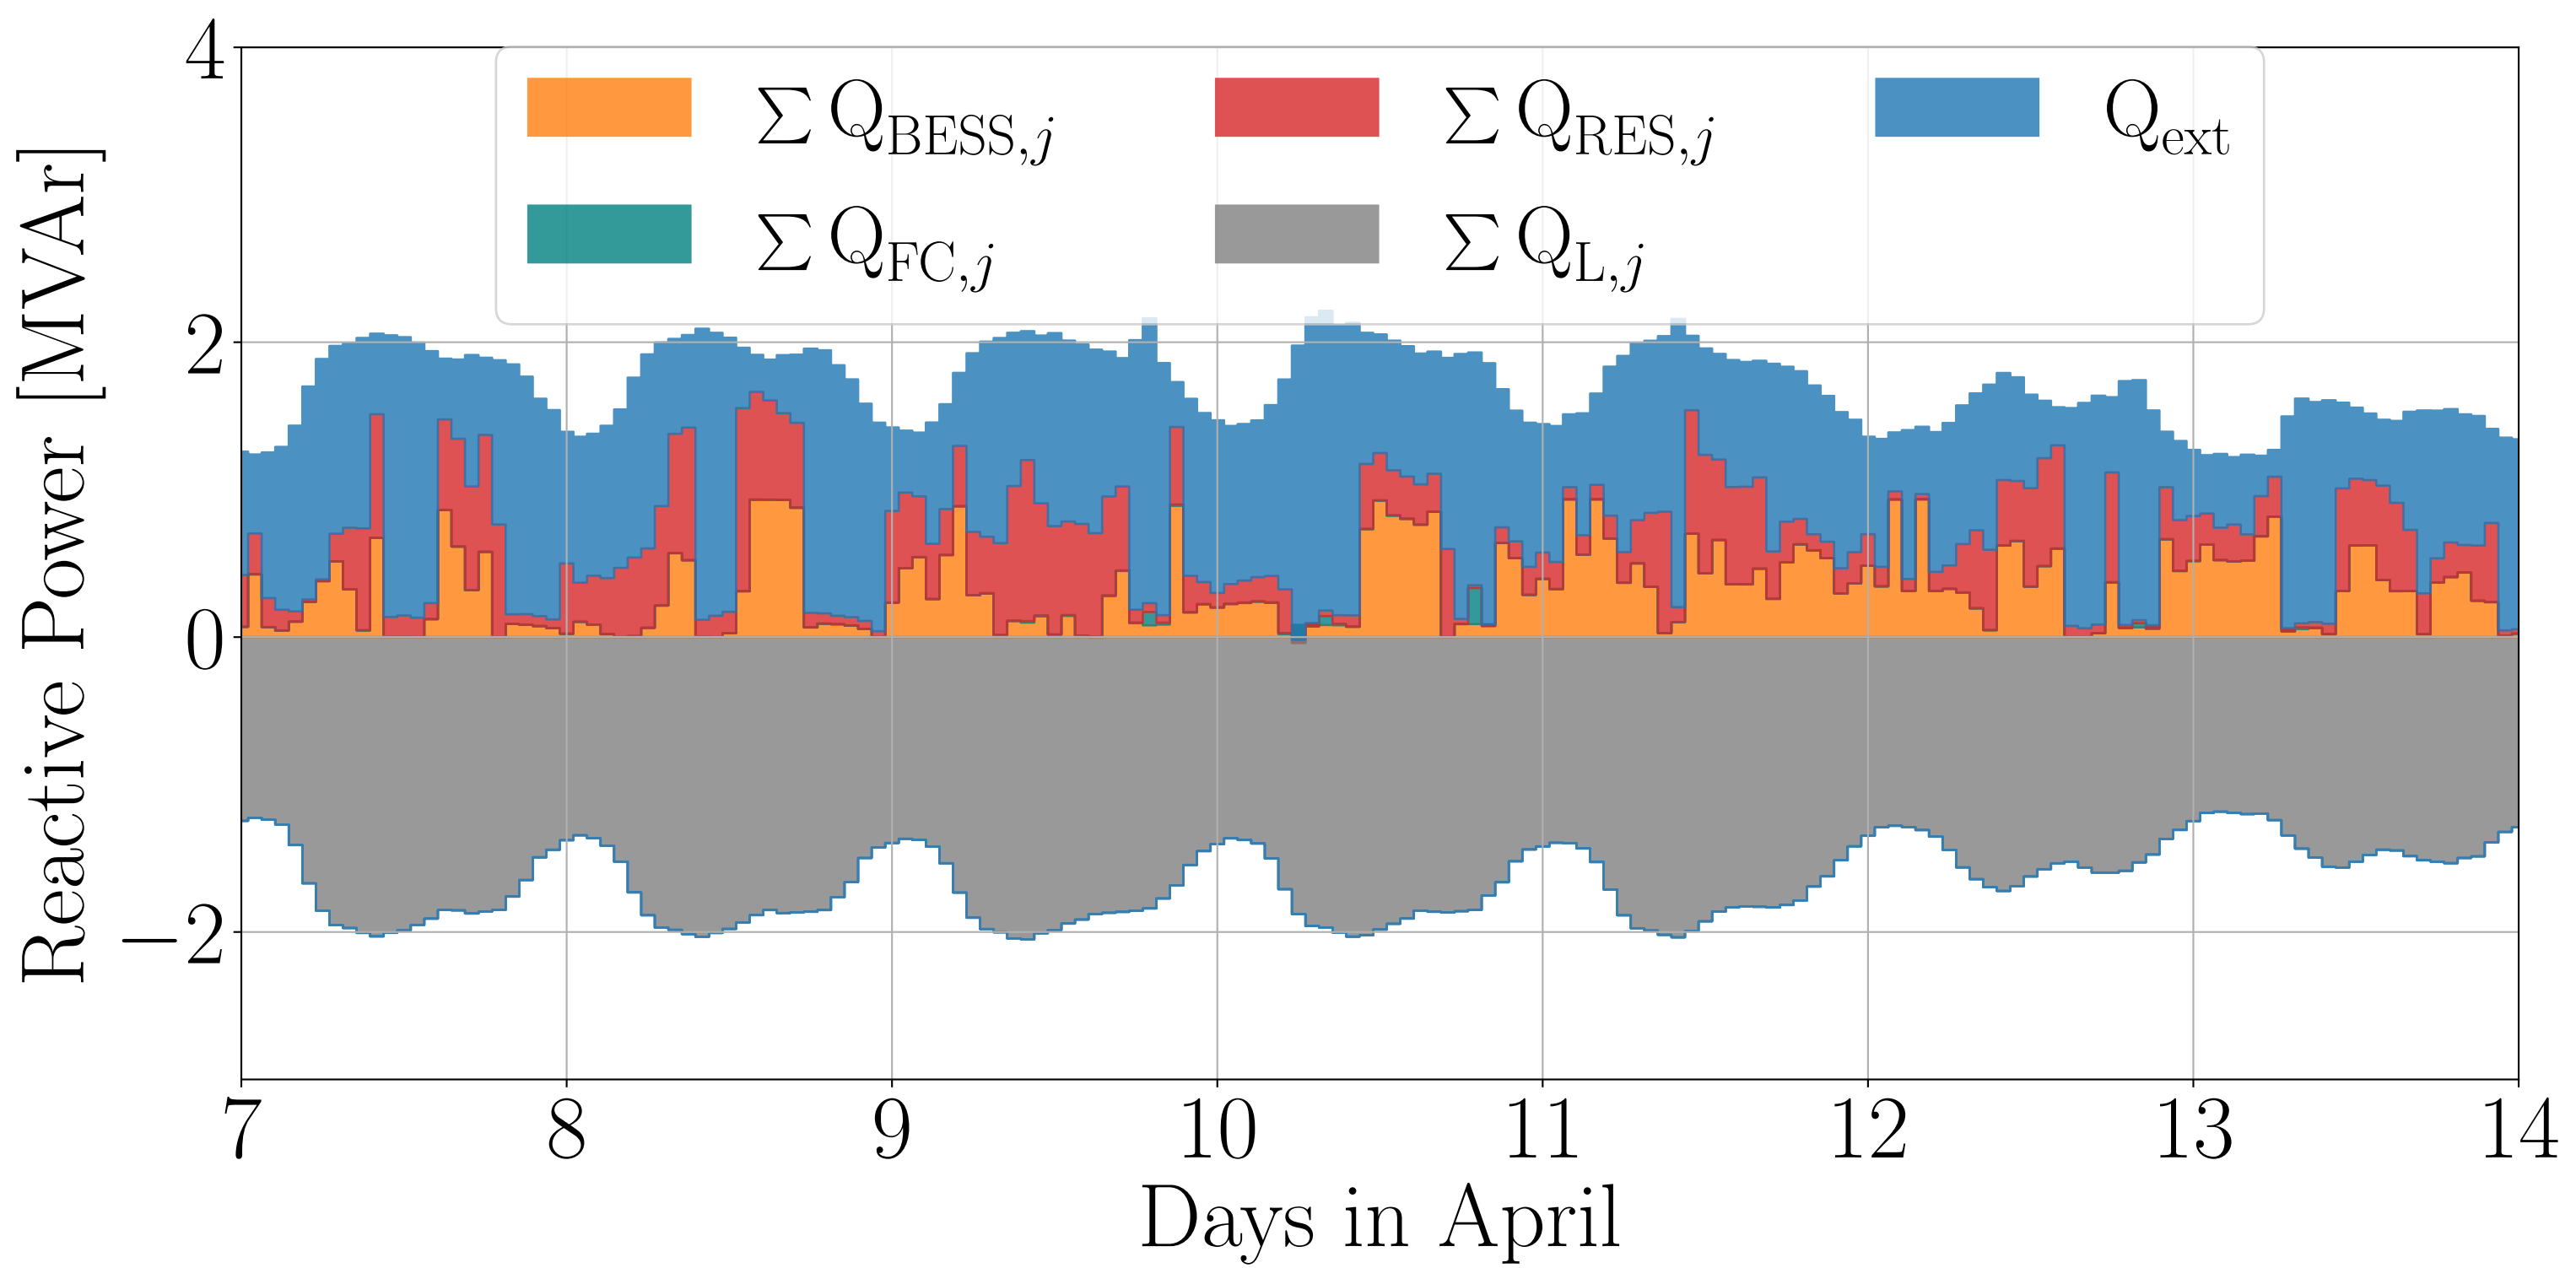 Reactive Power [MVAr]
4
2
0
−2
∑ Q_BESS,j
∑ Q_RES,j
Q_ext
∑ Q_FC,j
∑ Q_L,j
7 8 9 10 11 12 13 14
Days in April